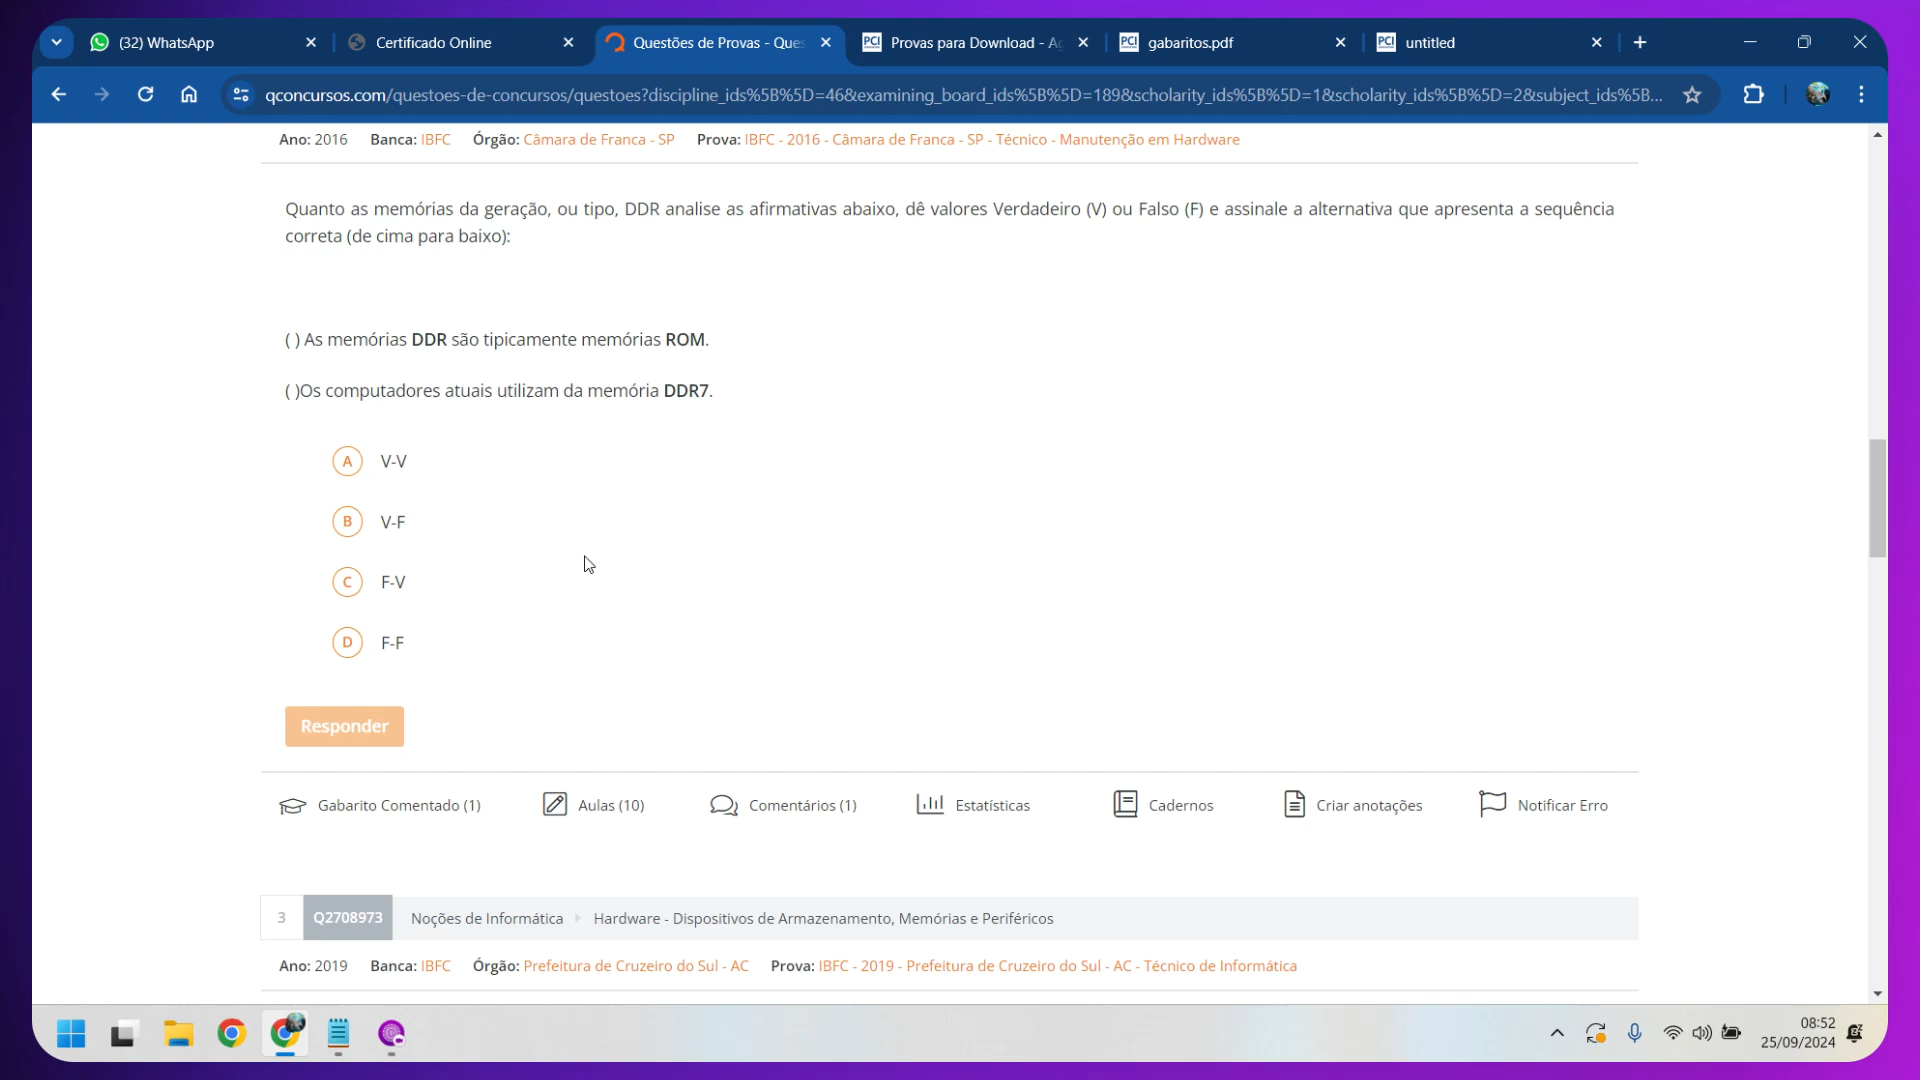 (32) WhatsApp
Certificado Online
Questões de Provas - Ques
Provas para Download - Ag
PCI gabaritos.pdf
PCI untitled
PCI
qconcursos.com/questoes-de-concursos/questoes?discipline_ids%5B%5D=46&examining_board_ids%5B%5D=189&scholarity_ids%5B%5D=1&scholarity_ids%5B%5D=2&subject_ids%5B...
Ano: 2016 Banca: IBFC Órgão: Câmara de Franca - SP Prova: IBFC - 2016 - Câmara de Franca - SP - Técnico - Manutenção em Hardware
Quanto as memórias da geração, ou tipo, DDR analise as afirmativas abaixo, dê valores Verdadeiro (V) ou Falso (F) e assinale a alternativa que apresenta a sequência
correta (de cima para baixo):
( ) As memórias DDR são tipicamente memórias ROM.
( )Os computadores atuais utilizam da memória DDR7.
A V-V
B V-F
C F-V
D F-F
Responder
Gabarito Comentado (1) Aulas (10) Comentários (1) Estatísticas Cadernos Criar anotações Notificar Erro
3 Q2708973 Noções de Informática Hardware - Dispositivos de Armazenamento, Memórias e Periféricos
Ano: 2019 Banca: IBFC Órgão: Prefeitura de Cruzeiro do Sul - AC Prova: IBFC - 2019 - Prefeitura de Cruzeiro do Sul - AC - Técnico de Informática
08:52
25/09/2024